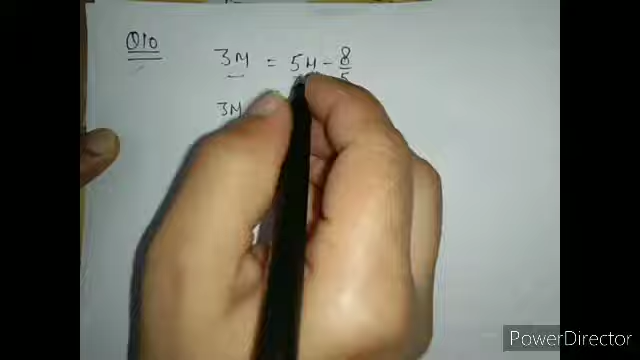 Q10
3M = 5M - 8/5
3M
PowerDirector